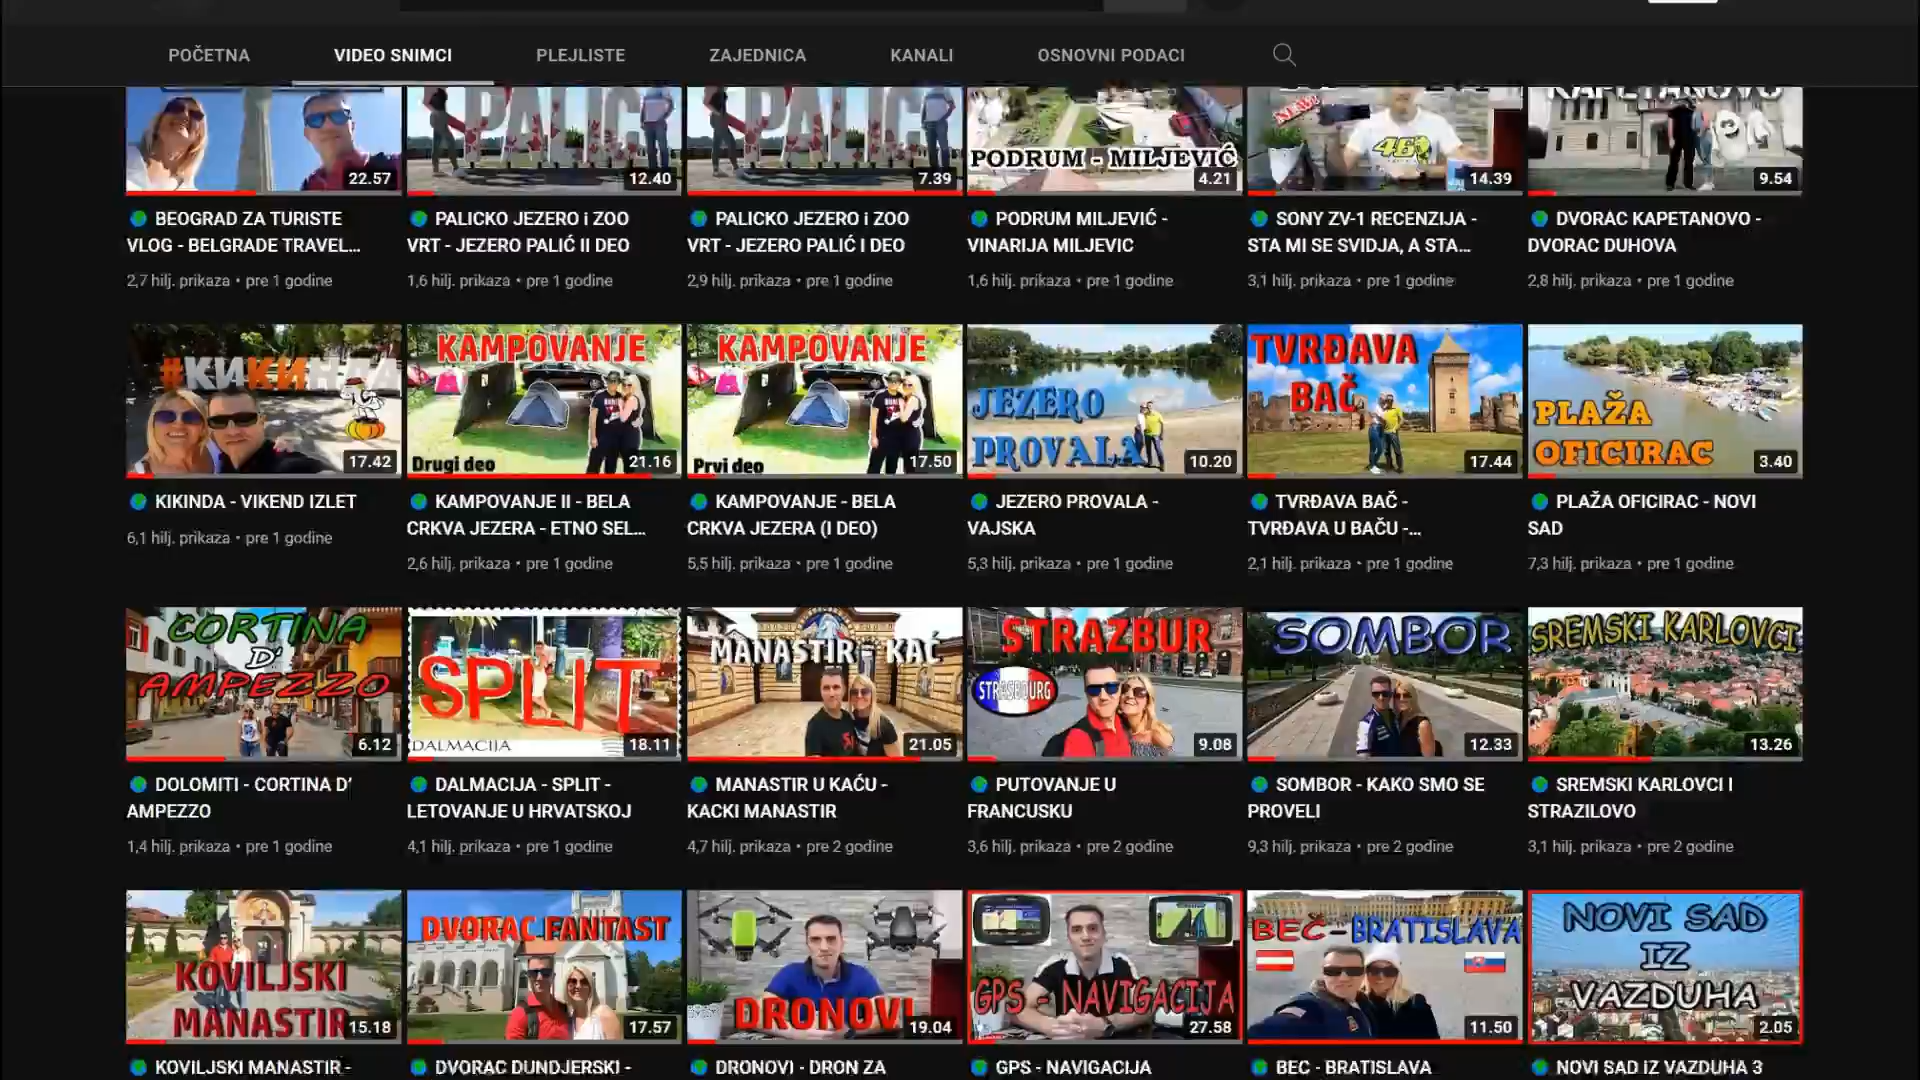 POČETNA
VIDEO SNIMCI
PLEJLISTE
ZAJEDNICA
KANALI
OSNOVNI PODACI
22.57
PALIĆ
12.40
PALIĆ
7.39
PODRUM - MILJEVIĆ
4.21
NEW!
46
14.39
KAPETANOVO
9.54
BEOGRAD ZA TURISTE
VLOG - BELGRADE TRAVEL...
2,7 hilj. prikaza • pre 1 godine
PALICKO JEZERO i ZOO
VRT - JEZERO PALIĆ II DEO
1,6 hilj. prikaza • pre 1 godine
PALICKO JEZERO i ZOO
VRT - JEZERO PALIĆ I DEO
2,9 hilj. prikaza • pre 1 godine
PODRUM MILJEVIĆ -
VINARIJA MILJEVIC
1,6 hilj. prikaza • pre 1 godine
SONY ZV-1 RECENZIJA -
STA MI SE SVIDJA, A STA...
3,1 hilj. prikaza • pre 1 godine
DVORAC KAPETANOVO -
DVORAC DUHOVA
2,8 hilj. prikaza • pre 1 godine
#КИКИНДА
17.42
KAMPOVANJE
Drugi deo
21.16
KAMPOVANJE
Prvi deo
17.50
JEZERO
PROVALA
10.20
TVRĐAVA
BAČ
17.44
PLAŽA
OFICIRAC
3.40
KIKINDA - VIKEND IZLET
6,1 hilj. prikaza • pre 1 godine
KAMPOVANJE II - BELA
CRKVA JEZERA - ETNO SEL...
2,6 hilj. prikaza • pre 1 godine
KAMPOVANJE - BELA
CRKVA JEZERA (I DEO)
5,5 hilj. prikaza • pre 1 godine
JEZERO PROVALA -
VAJSKA
5,3 hilj. prikaza • pre 1 godine
TVRĐAVA BAČ -
TVRĐAVA U BAČU -...
2,1 hilj. prikaza • pre 1 godine
PLAŽA OFICIRAC - NOVI
SAD
7,3 hilj. prikaza • pre 1 godine
CORTINA
D'
AMPEZZO
6.12
SPLIT
DALMACIJA
18.11
MANASTIR - KAĆ
21.05
STRAZBUR
STRASBOURG
9.08
SOMBOR
12.33
SREMSKI KARLOVCI
13.26
DOLOMITI - CORTINA D’
AMPEZZO
1,4 hilj. prikaza • pre 1 godine
DALMACIJA - SPLIT -
LETOVANJE U HRVATSKOJ
4,1 hilj. prikaza • pre 1 godine
MANASTIR U KAĆU -
KACKI MANASTIR
4,7 hilj. prikaza • pre 2 godine
PUTOVANJE U
FRANCUSKU
3,6 hilj. prikaza • pre 2 godine
SOMBOR - KAKO SMO SE
PROVELI
9,3 hilj. prikaza • pre 2 godine
SREMSKI KARLOVCI I
STRAZILOVO
3,1 hilj. prikaza • pre 2 godine
KOVILJSKI
MANASTIR
15.18
DVORAC FANTAST
17.57
DRONOVI
19.04
GPS - NAVIGACIJA
27.58
BEČ-BRATISLAVA
11.50
NOVI SAD
IZ
VAZDUHA
2.05
KOVILJSKI MANASTIR -
DVORAC DUNDJERSKI -
DRONOVI - DRON ZA
GPS - NAVIGACIJA
BEC - BRATISLAVA
NOVI SAD IZ VAZDUHA 3